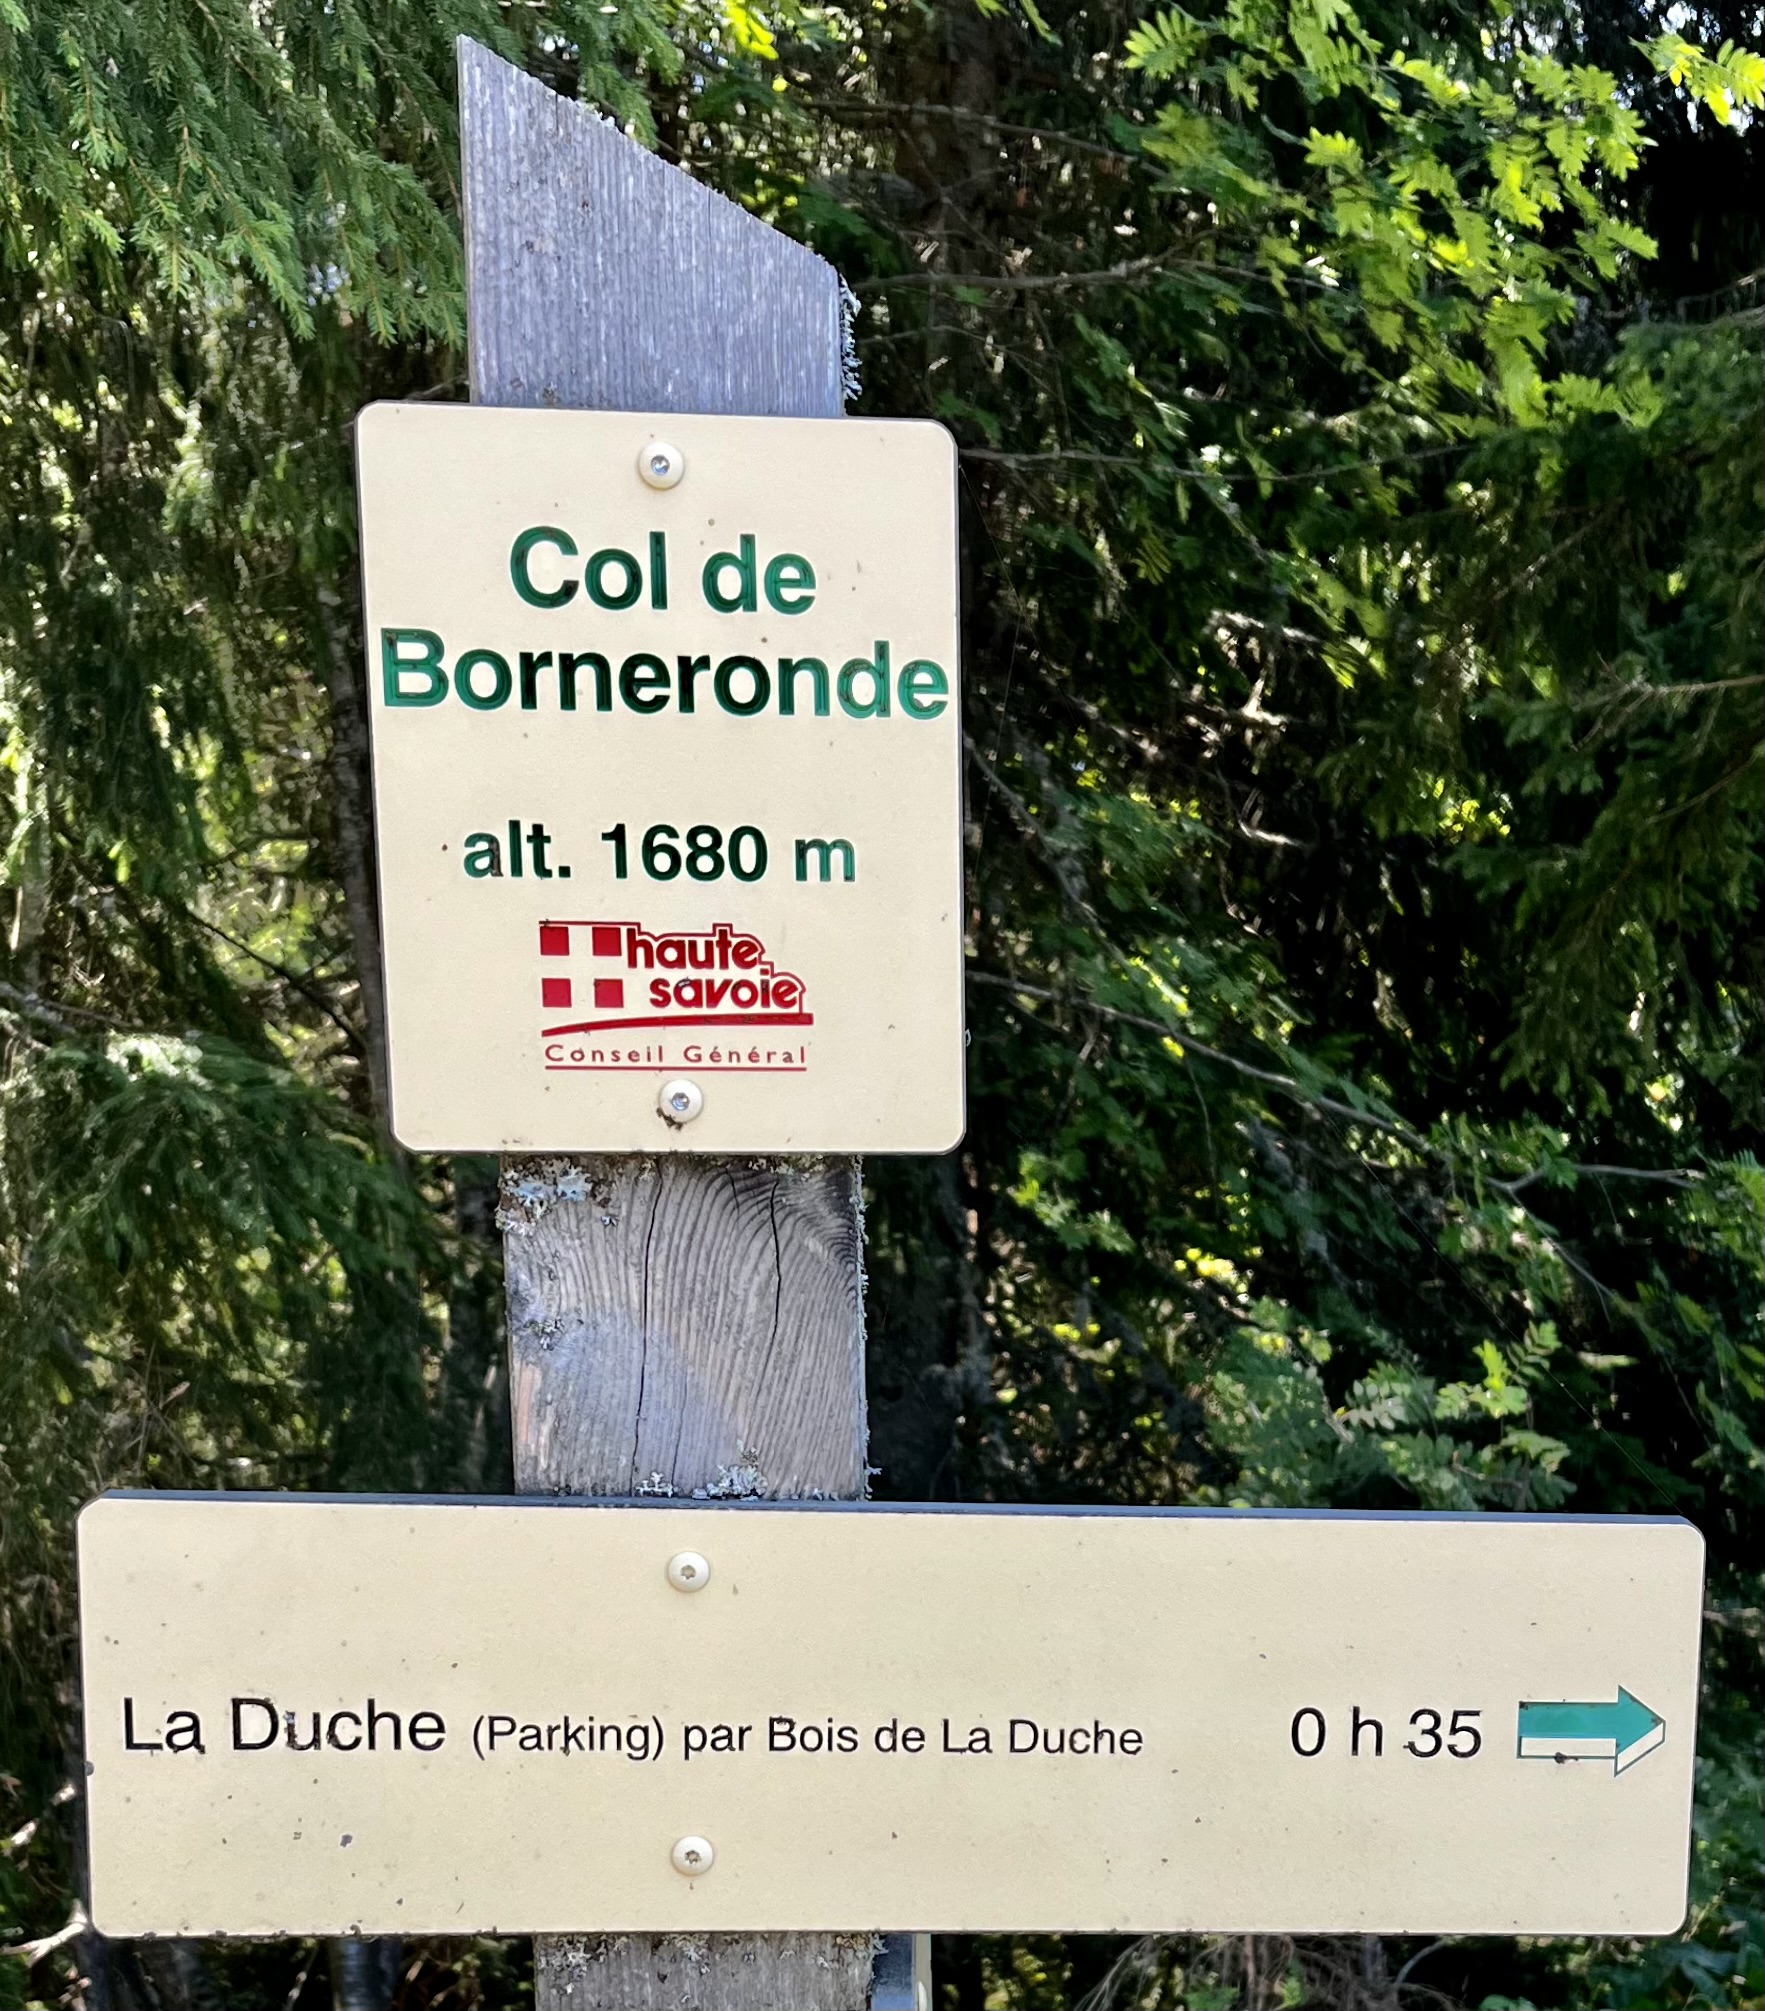 Col de
Borneronde
alt. 1680 m
haute
savoie
Conseil Général
La Duche (Parking) par Bois de La Duche 0 h 35